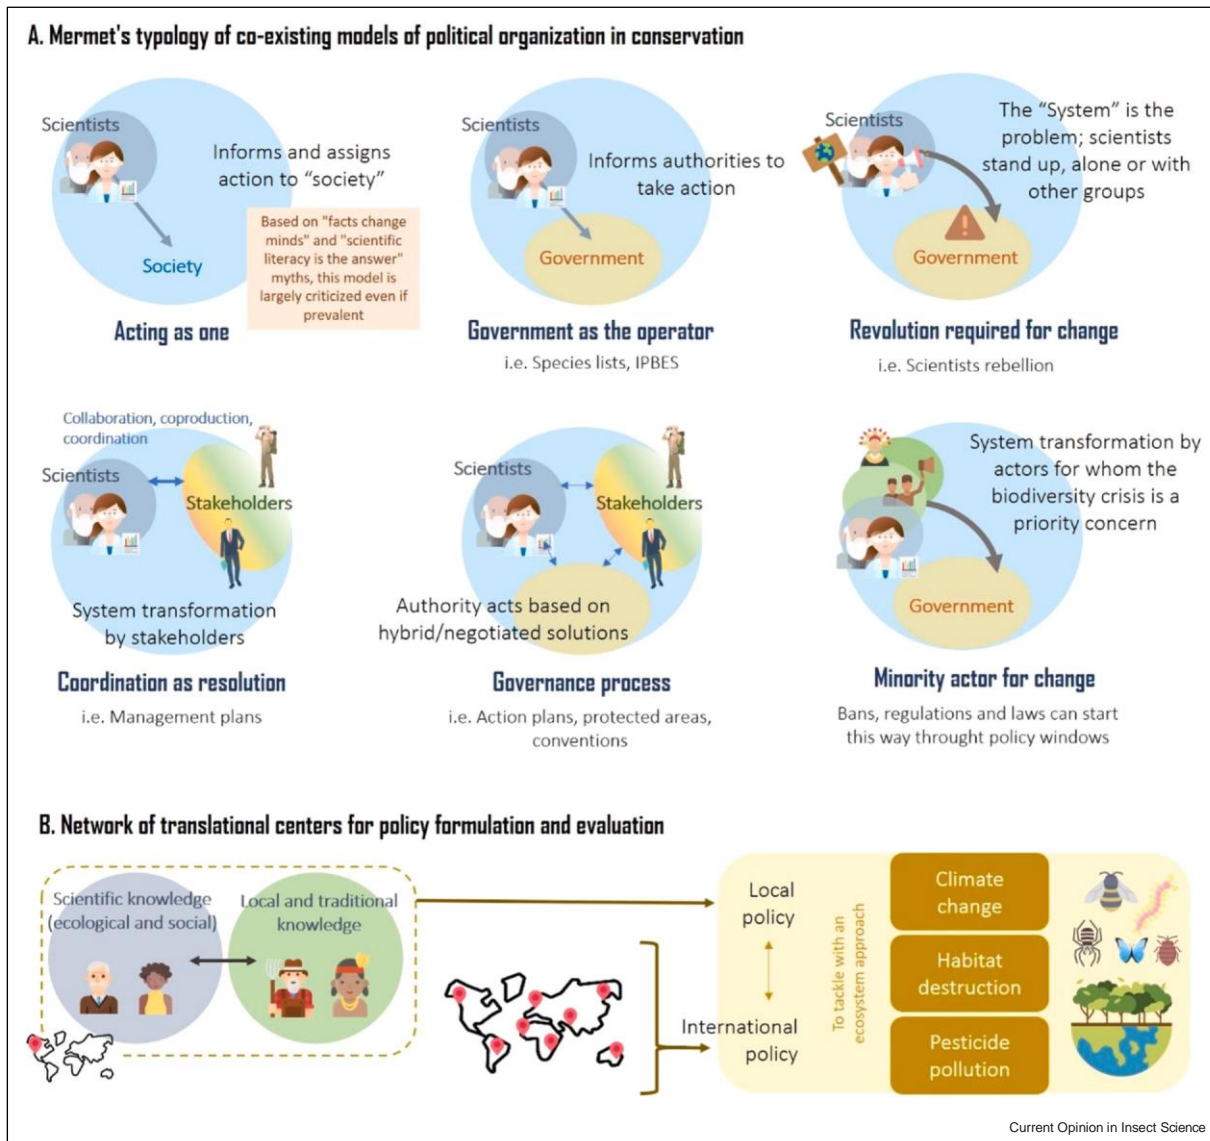 A. Mermet's typology of co-existing models of political organization in conservation
Scientists
Informs and assigns
action to “society”
Based on "facts change
minds" and "scientific
literacy is the answer"
myths, this model is
largely criticized even if
prevalent
Society
Acting as one
Scientists
Informs authorities to
take action
Government
Government as the operator
i.e. Species lists, IPBES
Scientists
The “System” is the
problem; scientists
stand up, alone or with
other groups
Government
Revolution required for change
i.e. Scientists rebellion
Collaboration, coproduction,
coordination
Scientists
Stakeholders
System transformation
by stakeholders
Coordination as resolution
i.e. Management plans
Scientists
Stakeholders
Authority acts based on
hybrid/negotiated solutions
Governance process
i.e. Action plans, protected areas,
conventions
System transformation by
actors for whom the
biodiversity crisis is a
priority concern
Government
Minority actor for change
Bans, regulations and laws can start
this way throught policy windows
B. Network of translational centers for policy formulation and evaluation
Scientific knowledge
(ecological and social)
Local and traditional
knowledge
Local
policy
International
policy
To tackle with an
ecosystem approach
Climate
change
Habitat
destruction
Pesticide
pollution
Current Opinion in Insect Science